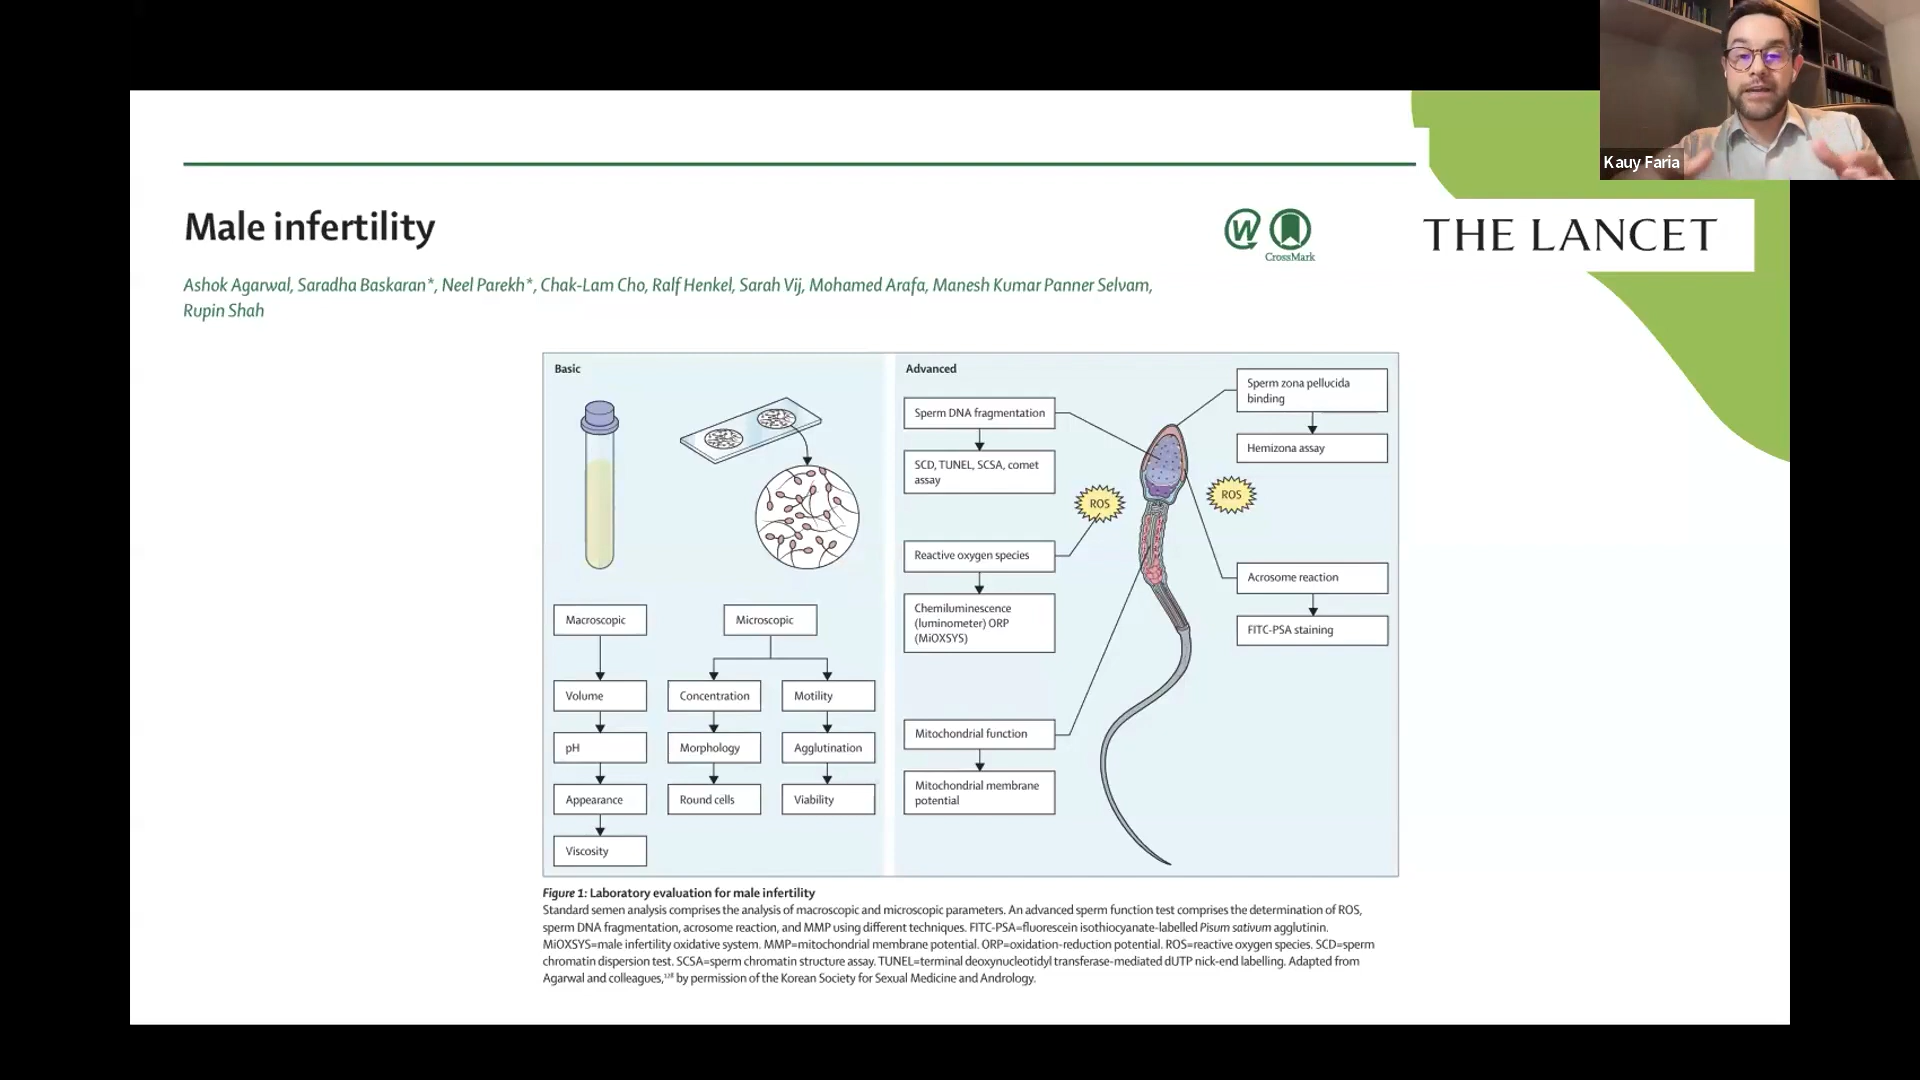 Kauy Faria
Male infertility
W
CrossMark
THE LANCET
Ashok Agarwal, Saradha Baskaran*, Neel Parekh*, Chak-Lam Cho, Ralf Henkel, Sarah Vij, Mohamed Arafa, Manesh Kumar Panner Selvam,
Rupin Shah
Basic
Macroscopic
Microscopic
Volume
Concentration
Motility
pH
Morphology
Agglutination
Appearance
Round cells
Viability
Viscosity
Advanced
Sperm DNA fragmentation
SCD, TUNEL, SCSA, comet
assay
ROS
Reactive oxygen species
Chemiluminescence
(luminometer) ORP
(MiOXSYS)
Mitochondrial function
Mitochondrial membrane
potential
Sperm zona pellucida
binding
Hemizona assay
ROS
Acrosome reaction
FITC-PSA staining
Figure 1: Laboratory evaluation for male infertility
Standard semen analysis comprises the analysis of macroscopic and microscopic parameters. An advanced sperm function test comprises the determination of ROS,
sperm DNA fragmentation, acrosome reaction, and MMP using different techniques. FITC-PSA=fluorescein isothiocyanate-labelled Pisum sativum agglutinin.
MiOXSYS=male infertility oxidative system. MMP=mitochondrial membrane potential. ORP=oxidation-reduction potential. ROS=reactive oxygen species. SCD=sperm
chromatin dispersion test. SCSA=sperm chromatin structure assay. TUNEL=terminal deoxynucleotidyl transferase-mediated dUTP nick-end labelling. Adapted from
Agarwal and colleagues,¹²⁸ by permission of the Korean Society for Sexual Medicine and Andrology.